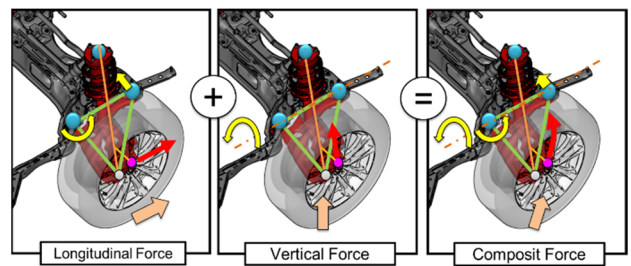 +
=
Longitudinal Force
Vertical Force
Composit Force